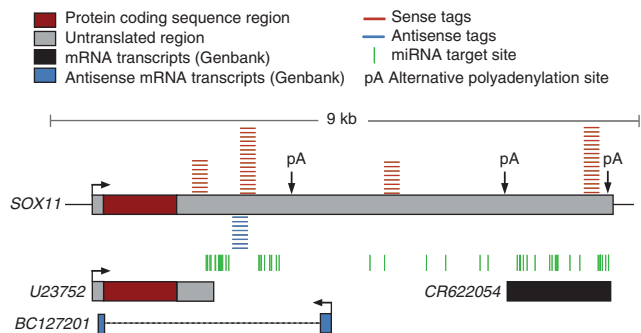 Protein coding sequence region
Untranslated region
mRNA transcripts (Genbank)
Antisense mRNA transcripts (Genbank)
Sense tags
Antisense tags
miRNA target site
pA Alternative polyadenylation site
9 kb
pA pA pA
SOX11
U23752
CR622054
BC127201